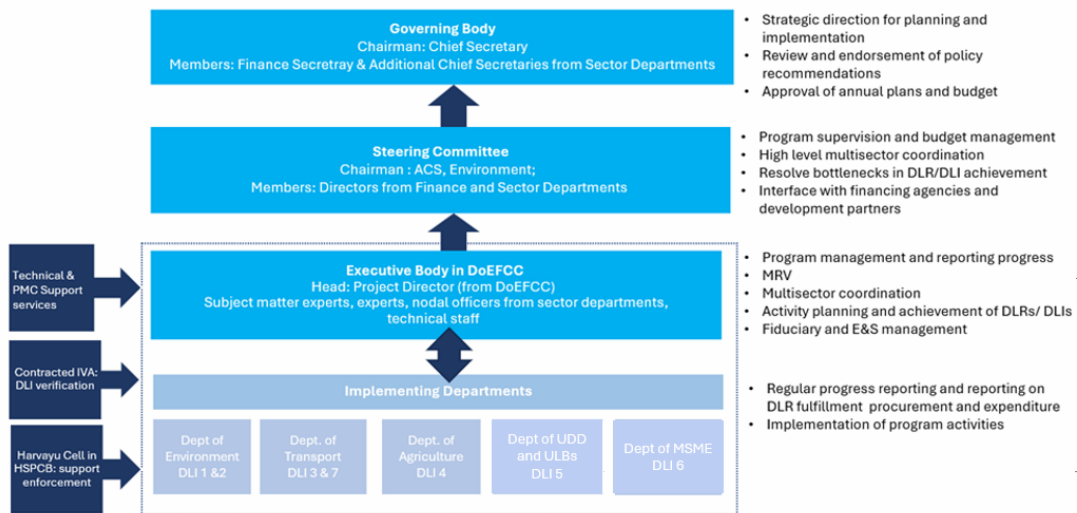 Governing Body
Chairman: Chief Secretary
Members: Finance Secretray & Additional Chief Secretaries from Sector Departments
• Strategic direction for planning and
implementation
• Review and endorsement of policy
recommendations
• Approval of annual plans and budget
Steering Committee
Chairman : ACS, Environment;
Members: Directors from Finance and Sector Departments
• Program supervision and budget management
• High level multisector coordination
• Resolve bottlenecks in DLR/DLI achievement
• Interface with financing agencies and
development partners
Technical &
PMC Support
services
Executive Body in DoEFCC
Head: Project Director (from DoEFCC)
Subject matter experts, experts, nodal officers from sector departments,
technical staff
• Program management and reporting progress
• MRV
• Multisector coordination
• Activity planning and achievement of DLRs/ DLIs
• Fiduciary and E&S management
Contracted IVA:
DLI verification
Implementing Departments
• Regular progress reporting and reporting on
DLR fulfillment procurement and expenditure
• Implementation of program activities
Harvayu Cell in
HSPCB: support
enforcement
Dept of
Environment
DLI 1 &2
Dept. of
Transport
DLI 3 & 7
Dept. of
Agriculture
DLI 4
Dept of UDD
and ULBs
DLI 5
Dept of MSME
DLI 6